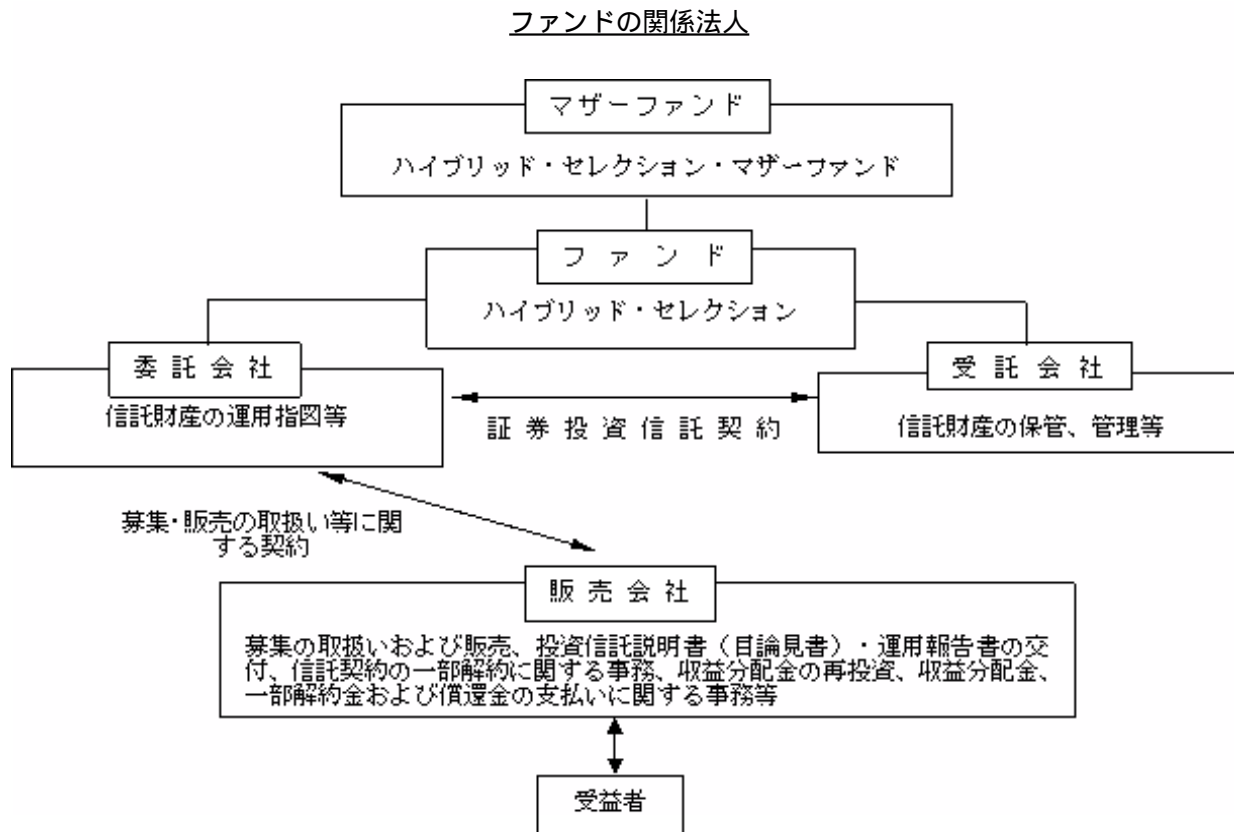 ファンドの関係法人
マザーファンド
ハイブリッド・セレクション・マザーファンド
ファンド
ハイブリッド・セレクション
委託会社
受託会社
信託財産の運用指図等
証券投資信託契約
信託財産の保管、管理等
募集・販売の取扱い等に関
する契約
販売会社
募集の取扱いおよび販売、投資信託説明書（目論見書）・運用報告書の交
付、信託契約の一部解約に関する事務、収益分配金の再投資、収益分配金、
一部解約金および償還金の支払いに関する事務等
受益者